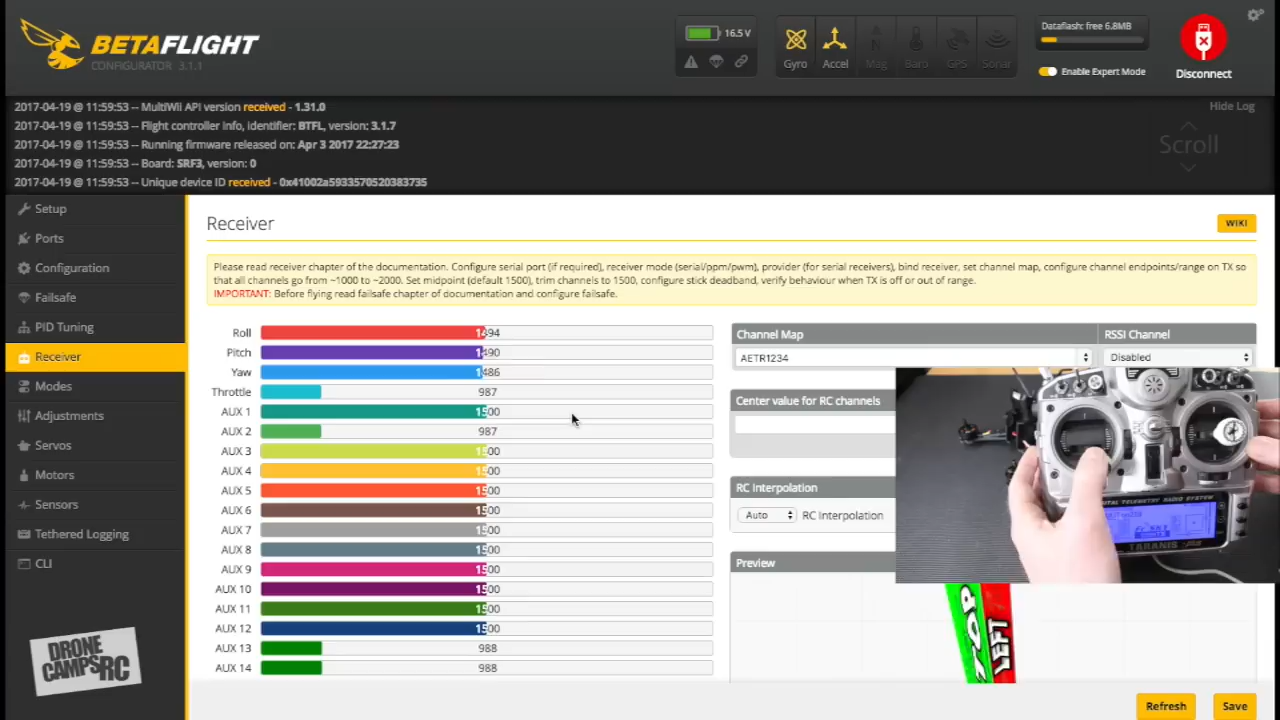 BETAFLIGHT
CONFIGURATOR 3.1.1
16.5 V
Gyro Accel Mag Baro GPS Sonar
Dataflash: free 6.8MB
Enable Expert Mode
Disconnect
2017-04-19 @ 11:59:53 -- MultiWii API version received - 1.31.0
2017-04-19 @ 11:59:53 -- Flight controller info, identifier: BTFL, version: 3.1.7
2017-04-19 @ 11:59:53 -- Running firmware released on: Apr 3 2017 22:27:23
2017-04-19 @ 11:59:53 -- Board: SRF3, version: 0
2017-04-19 @ 11:59:53 -- Unique device ID received - 0x41002a5933570520383735
Hide Log
Scroll
Setup
Ports
Configuration
Failsafe
PID Tuning
Receiver
Modes
Adjustments
Servos
Motors
Sensors
Tethered Logging
CLI
DRONE
CAMPSRC
Receiver
WIKI
Please read receiver chapter of the documentation. Configure serial port (if required), receiver mode (serial/ppm/pwm), provider (for serial receivers), bind receiver, set channel map, configure channel endpoints/range on TX so
that all channels go from ~1000 to ~2000. Set midpoint (default 1500), trim channels to 1500, configure stick deadband, verify behaviour when TX is off or out of range.
IMPORTANT: Before flying read failsafe chapter of documentation and configure failsafe.
Roll 1494
Pitch 1490
Yaw 1486
Throttle 987
AUX 1 1500
AUX 2 987
AUX 3 1500
AUX 4 1500
AUX 5 1500
AUX 6 1500
AUX 7 1500
AUX 8 1500
AUX 9 1500
AUX 10 1500
AUX 11 1500
AUX 12 1500
AUX 13 988
AUX 14 988
Channel Map RSSI Channel
AETR1234 Disabled
Center value for RC channels
RC Interpolation
Auto RC Interpolation
Preview
LEFT
DIGITAL TELEMETRY RADIO SYSTEM
TARANIS
Refresh Save